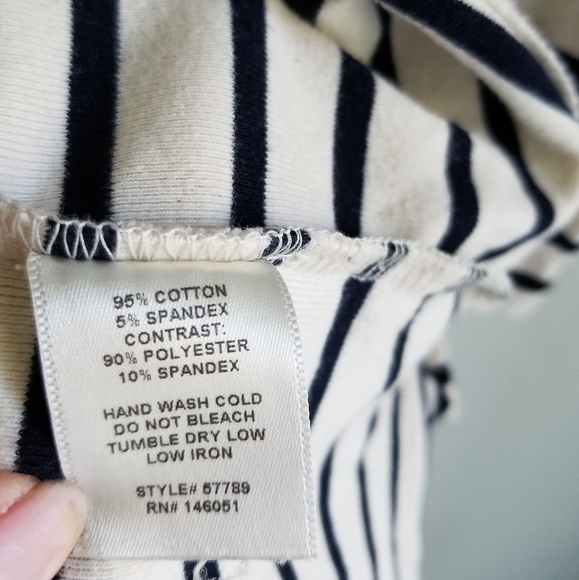 95% COTTON
5% SPANDEX
CONTRAST:
90% POLYESTER
10% SPANDEX
HAND WASH COLD
DO NOT BLEACH
TUMBLE DRY LOW
LOW IRON
STYLE# 57789
RN# 146051